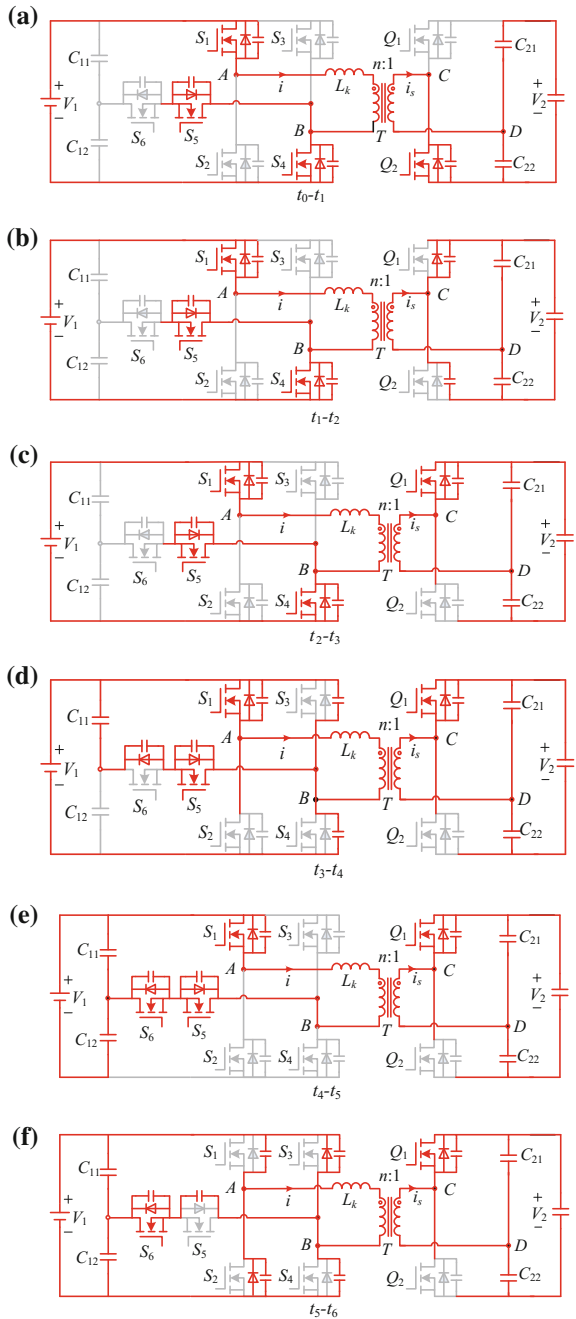 (a)
S1 S3 Q1
C11 C21
n:1
A C
+ V1 − i Lk is + V2 −
S6 S5
B T D
C12 S2 S4 Q2 C22
t0-t1
(b)
S1 S3 Q1
C11 C21
n:1
A C
+ V1 − i Lk is + V2 −
S6 S5
B T D
C12 S2 S4 Q2 C22
t1-t2
(c)
S1 S3 Q1
C11 C21
n:1
A C
+ V1 − i Lk is + V2 −
S6 S5
B T D
C12 S2 S4 Q2 C22
t2-t3
(d)
S1 S3 Q1
C11 C21
n:1
A C
+ V1 − i Lk is + V2 −
S6 S5
B T D
C12 S2 S4 Q2 C22
t3-t4
(e)
S1 S3 Q1
C11 C21
n:1
A C
+ V1 − i Lk is + V2 −
S6 S5
B T D
C12 S2 S4 Q2 C22
t4-t5
(f)
S1 S3 Q1
C11 C21
n:1
A C
+ V1 − i Lk is + V2 −
S6 S5
B T D
C12 S2 S4 Q2 C22
t5-t6